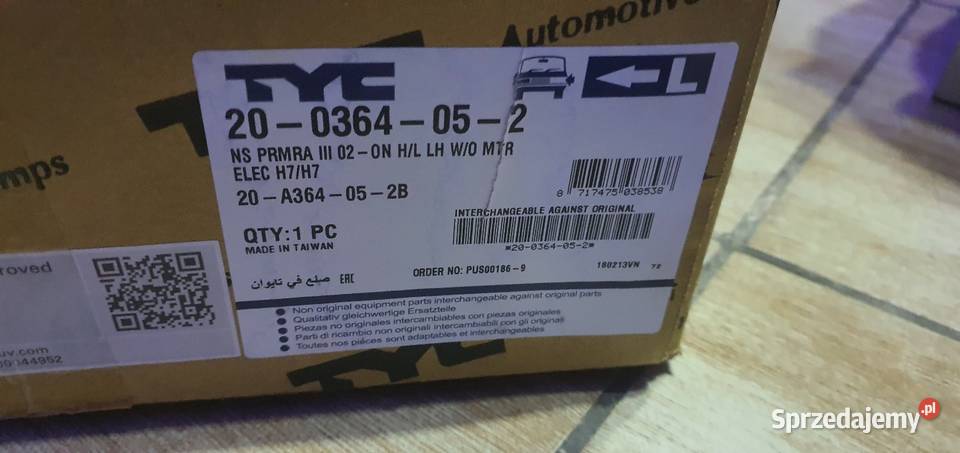 Automotive
TYC
mps
TYC
L
20-0364-05-2
NS PRMRA III 02-ON H/L LH W/O MTR
ELEC H7/H7
20-A364-05-2B
8 717475 038538
INTERCHANGEABLE AGAINST ORIGINAL
*20-0364-05-2*
QTY:1 PC
MADE IN TAIWAN
ORDER NO: PUS00186-9
180213VN 72
صنع في تايوان EAC
Non original equipment parts interchangeable against original parts
Qualitativ gleichwertige Ersatzteile
Piezas no originales intercambiables con piezas originales
Parti di ricambio non originali intercambiabili con gli originali
Toutes nos pièces sont adaptables et interchangeables
roved
uv.com
44952
TYC
Sprzedajemy.pl